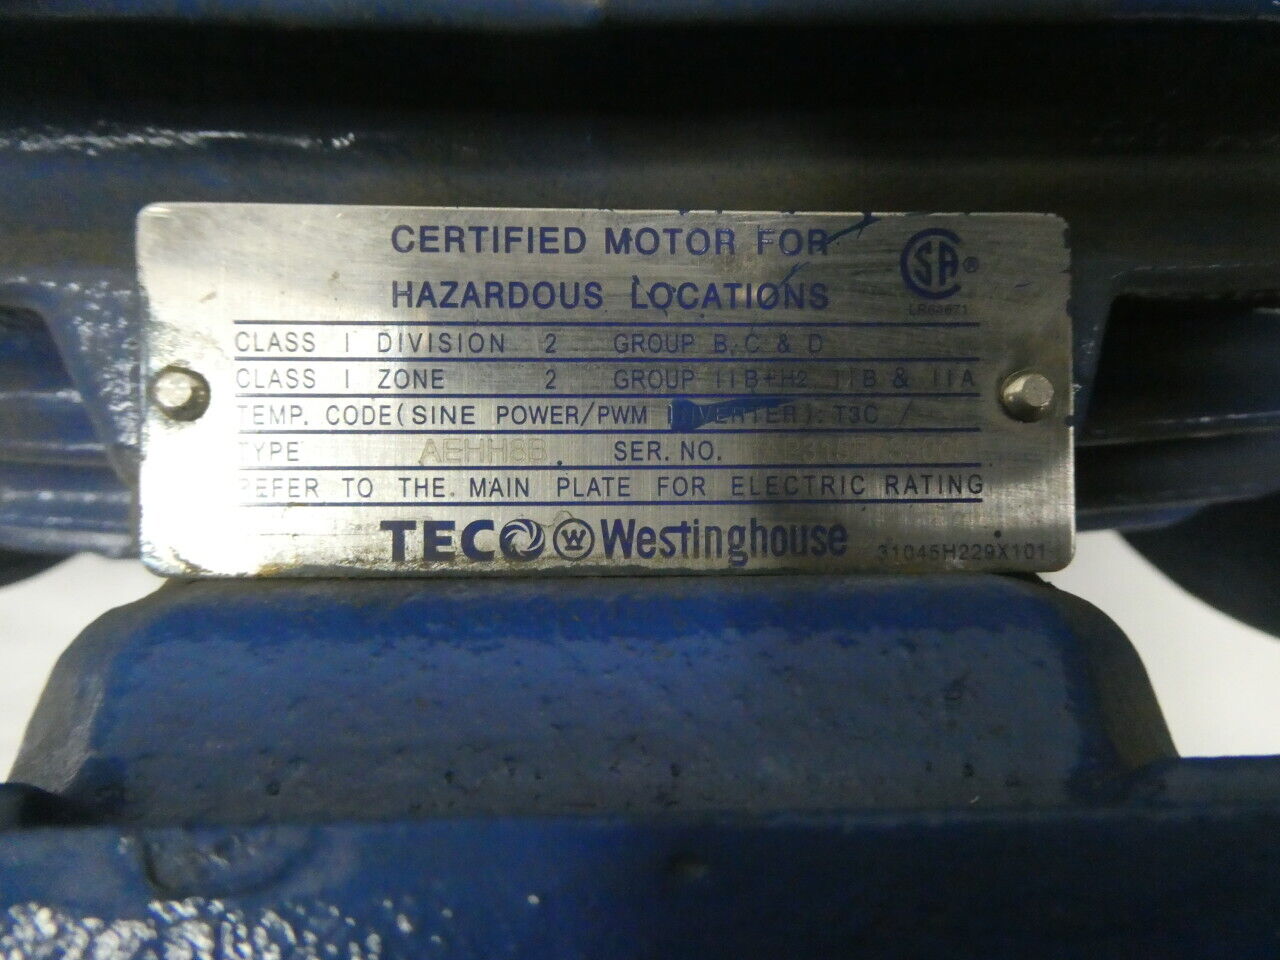 CERTIFIED MOTOR FOR
HAZARDOUS LOCATIONS
CSA®
CLASS I DIVISION 2 GROUP B, C & D
CLASS I ZONE 2 GROUP IIB+H2 IIB & IIA
TEMP. CODE(SINE POWER/PWM INVERTER). T3C /
TYPE AEHH8B SER. NO.
REFER TO THE. MAIN PLATE FOR ELECTRIC RATING
TECO W Westinghouse 31045H229X101